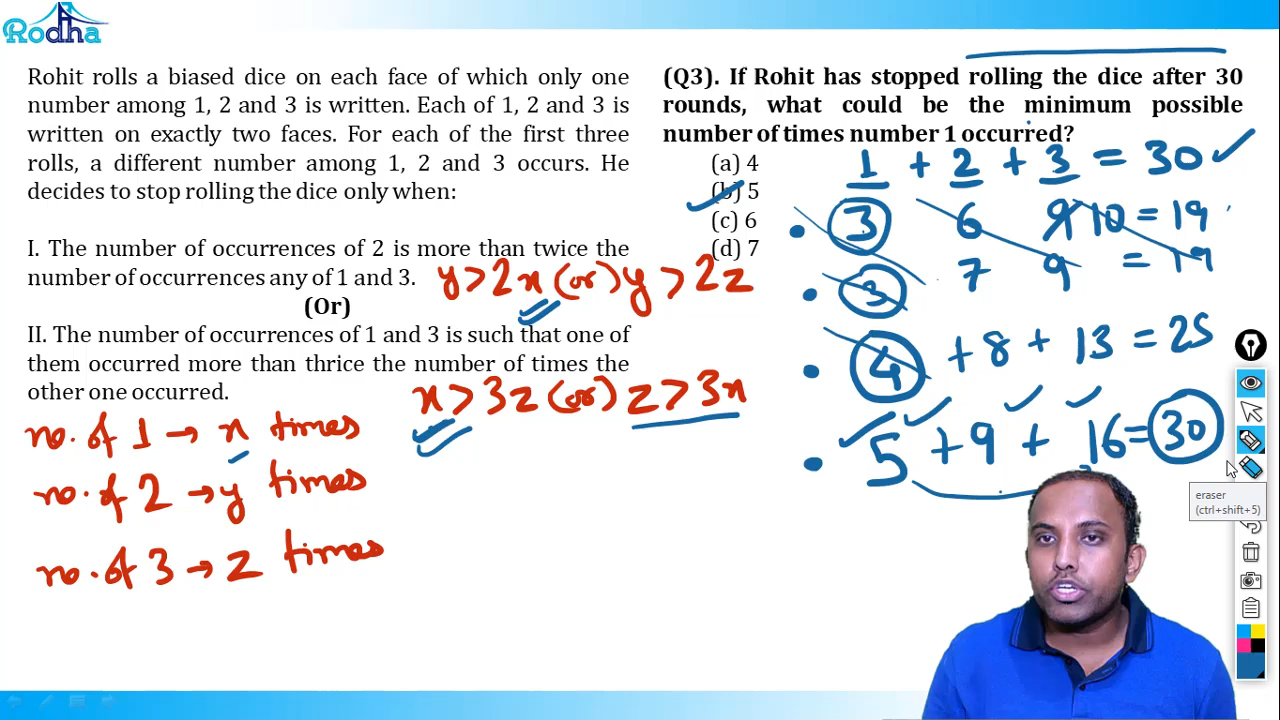 Rodha
Rohit rolls a biased dice on each face of which only one
number among 1, 2 and 3 is written. Each of 1, 2 and 3 is
written on exactly two faces. For each of the first three
rolls, a different number among 1, 2 and 3 occurs. He
decides to stop rolling the dice only when:
I. The number of occurrences of 2 is more than twice the
number of occurrences any of 1 and 3.
y > 2x (or) y > 2z
(Or)
II. The number of occurrences of 1 and 3 is such that one of
them occurred more than thrice the number of times the
other one occurred.
x > 3z (or) z > 3x
no. of 1 → x times
no. of 2 → y times
no. of 3 → z times
(Q3). If Rohit has stopped rolling the dice after 30
rounds, what could be the minimum possible
number of times number 1 occurred?
(a) 4
(b) 5
(c) 6
(d) 7
1 + 2 + 3 = 30 ✓
• 3 6 9 10 = 19
• 3 7 9 = 19
• 4 + 8 + 13 = 25
• 5 + 9 + 16 = 30
eraser
(ctrl+shift+5)